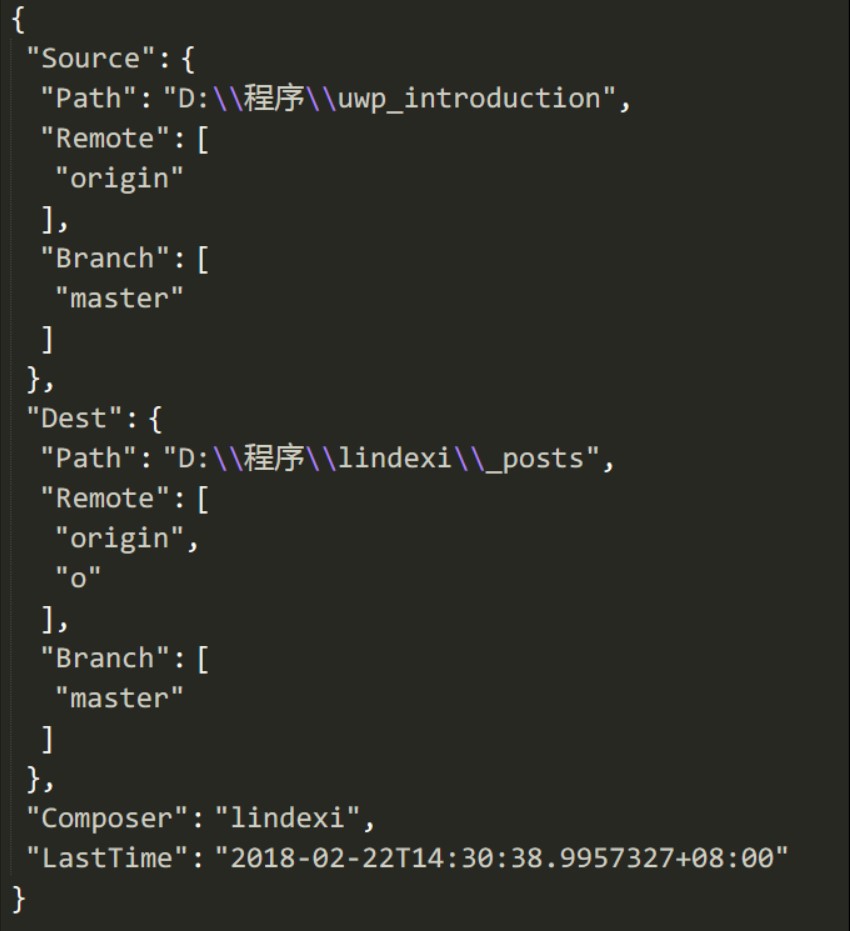 {
"Source": {
"Path": "D:\\程序\\uwp_introduction",
"Remote": [
"origin"
],
"Branch": [
"master"
]
},
"Dest": {
"Path": "D:\\程序\\lindexi\\_posts",
"Remote": [
"origin",
"o"
],
"Branch": [
"master"
]
},
"Composer": "lindexi",
"LastTime": "2018-02-22T14:30:38.9957327+08:00"
}